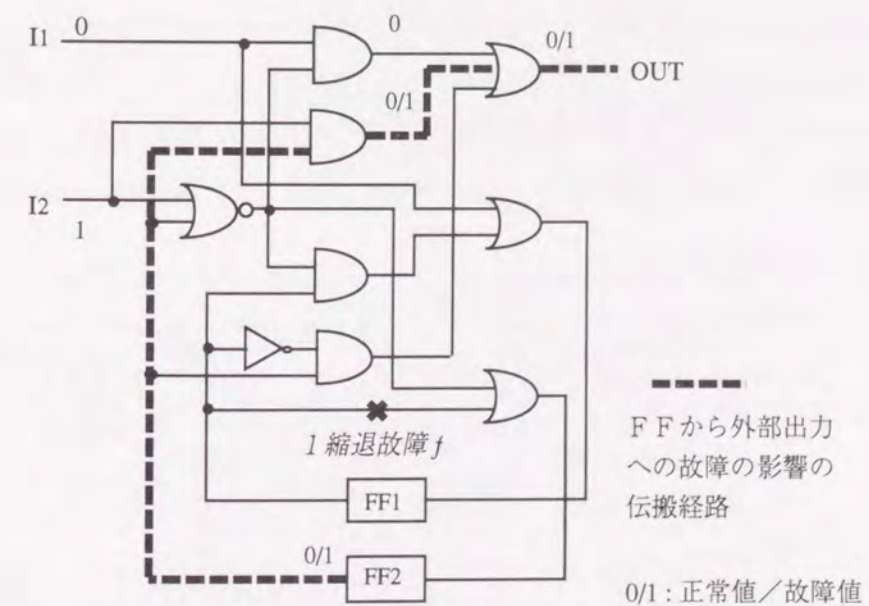 I1
0
0
0/1
OUT
0/1
I2
1
1 縮退故障 f
FF1
FF2
0/1
ＦＦから外部出力
への故障の影響の
伝搬経路
0/1 : 正常値／故障値